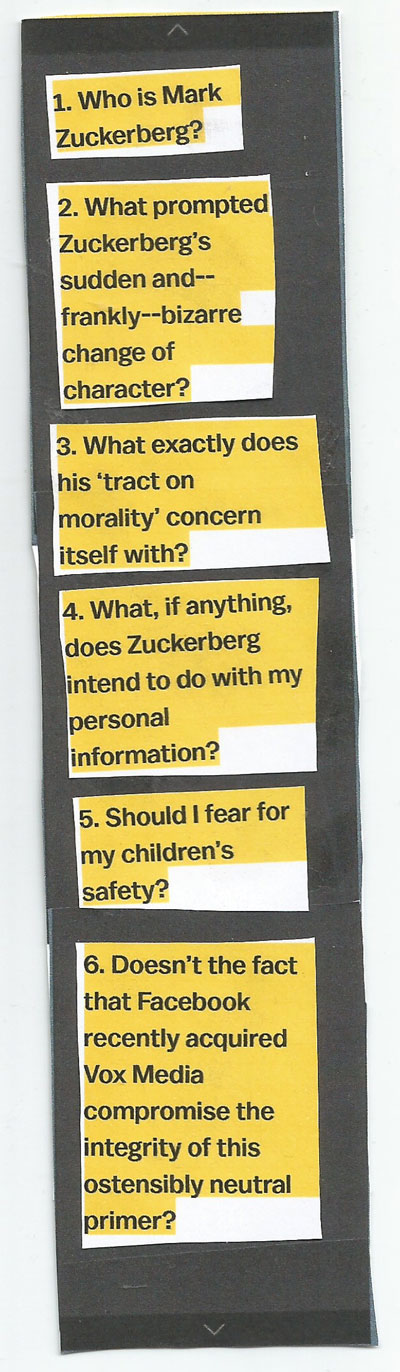 1. Who is Mark
Zuckerberg?
2. What prompted
Zuckerberg's
sudden and--
frankly--bizarre
change of
character?
3. What exactly does
his ‘tract on
morality’ concern
itself with?
4. What, if anything,
does Zuckerberg
intend to do with my
personal
information?
5. Should I fear for
my children's
safety?
6. Doesn't the fact
that Facebook
recently acquired
Vox Media
compromise the
integrity of this
ostensibly neutral
primer?